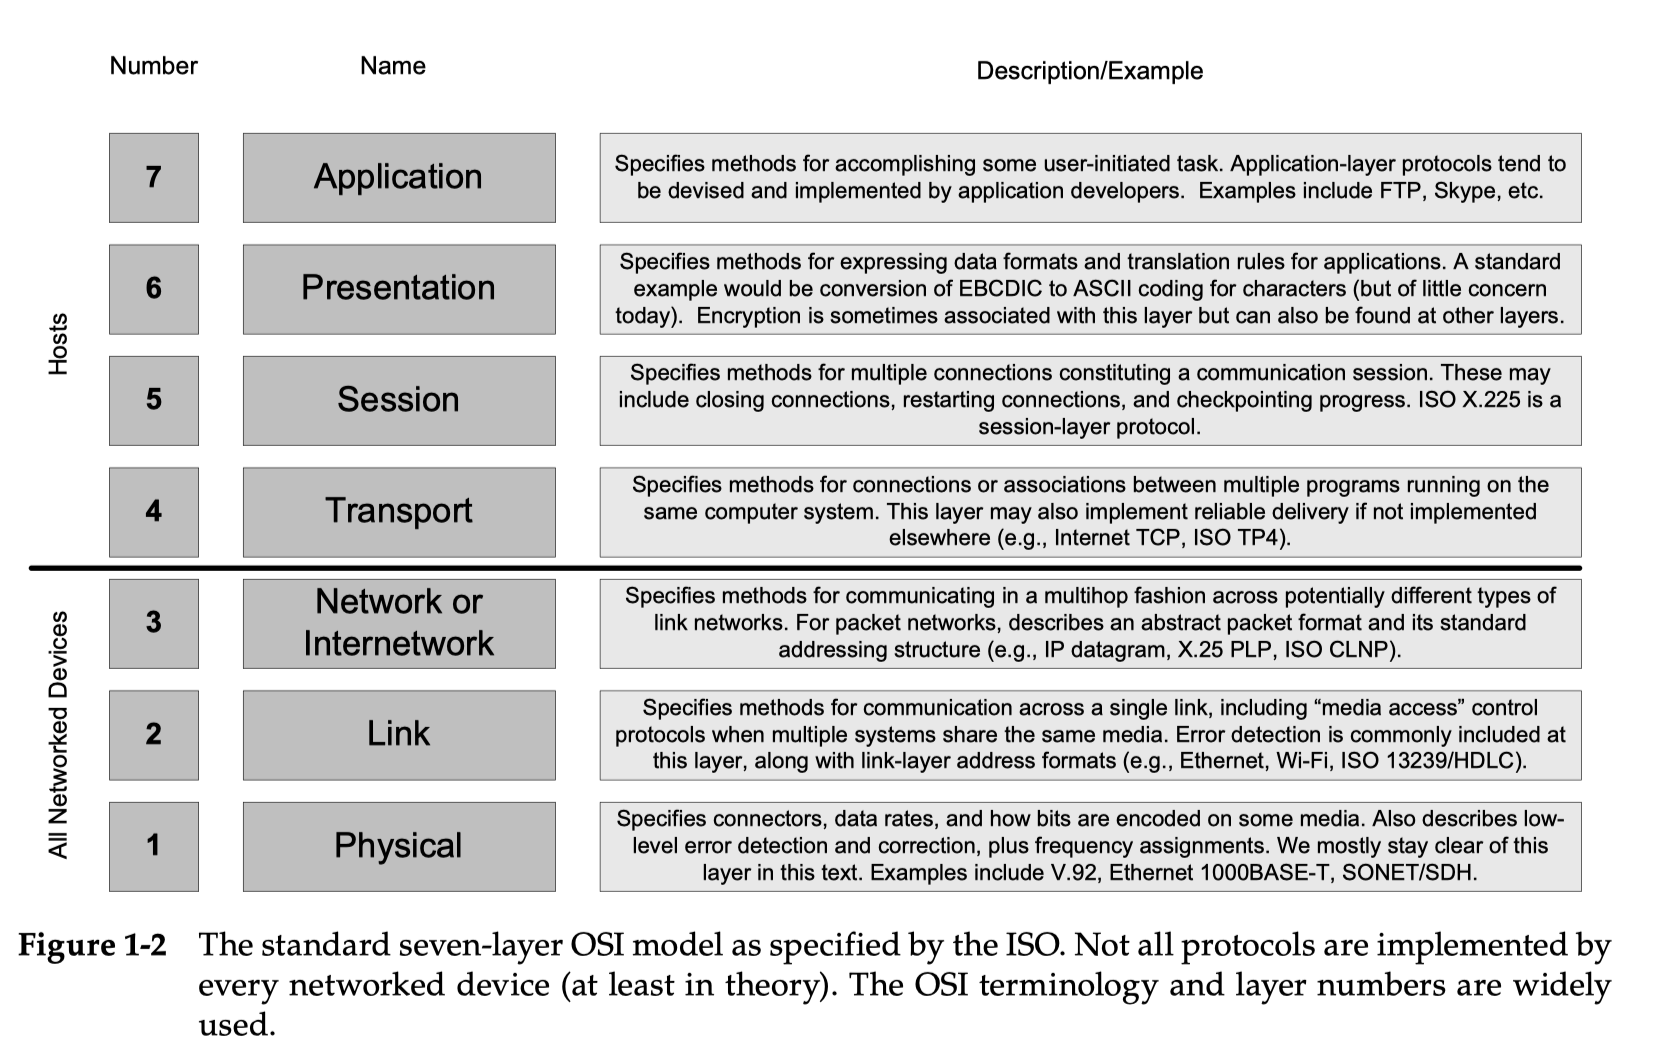 Number
Name
Description/Example
Hosts
7
Application
Specifies methods for accomplishing some user-initiated task. Application-layer protocols tend to
be devised and implemented by application developers.  Examples include FTP, Skype, etc.
6
Presentation
Specifies methods for expressing data formats and translation rules for applications. A standard
example would be conversion of EBCDIC to ASCII coding for characters (but of little concern
today).  Encryption is sometimes associated with this layer but can also be found at other layers.
5
Session
Specifies methods for multiple connections constituting a communication session. These may
include closing connections, restarting connections, and checkpointing progress. ISO X.225 is a
session-layer protocol.
4
Transport
Specifies methods for connections or associations between multiple programs running on the
same computer system. This layer may also implement reliable delivery if not implemented
elsewhere (e.g., Internet TCP, ISO TP4).
All Networked Devices
3
Network or
Internetwork
Specifies methods for communicating in a multihop fashion across potentially different types of
link networks. For packet networks, describes an abstract packet format and its standard
addressing structure (e.g., IP datagram, X.25 PLP, ISO CLNP).
2
Link
Specifies methods for communication across a single link, including “media access” control
protocols when multiple systems share the same media. Error detection is commonly included at
this layer, along with link-layer address formats (e.g., Ethernet, Wi-Fi, ISO 13239/HDLC).
1
Physical
Specifies connectors, data rates, and how bits are encoded on some media. Also describes low-
level error detection and correction, plus frequency assignments. We mostly stay clear of this
layer in this text. Examples include V.92, Ethernet 1000BASE-T, SONET/SDH.
Figure 1-2 The standard seven-layer OSI model as specified by the ISO. Not all protocols are implemented by
every networked device (at least in theory). The OSI terminology and layer numbers are widely
used.